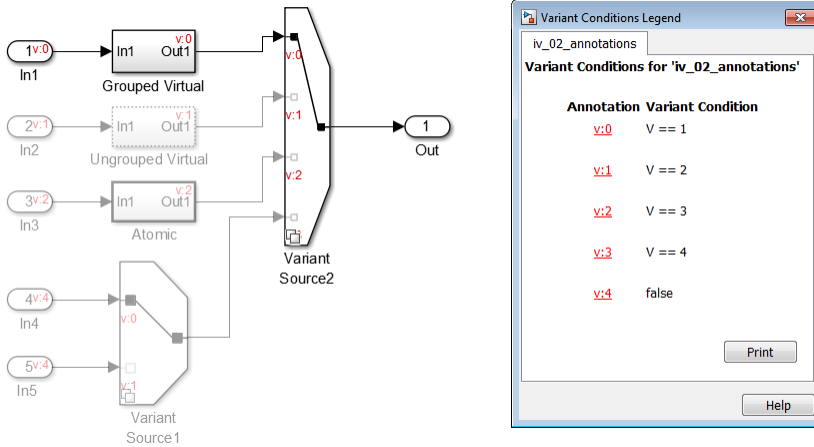 1 v:0
In1
In1 v:0 Out1
Grouped Virtual
2 v:1
In2
In1 v:1 Out1
Ungrouped Virtual
3 v:2
In3
In1 v:2 Out1
Atomic
4 v:4
In4
5 v:4
In5
v:0
v:1
Variant
Source1
v:0
v:1
v:2
Variant
Source2
1
Out
Variant Conditions Legend
iv_02_annotations
Variant Conditions for 'iv_02_annotations'
Annotation Variant Condition
v:0 V == 1
v:1 V == 2
v:2 V == 3
v:3 V == 4
v:4 false
Print
Help